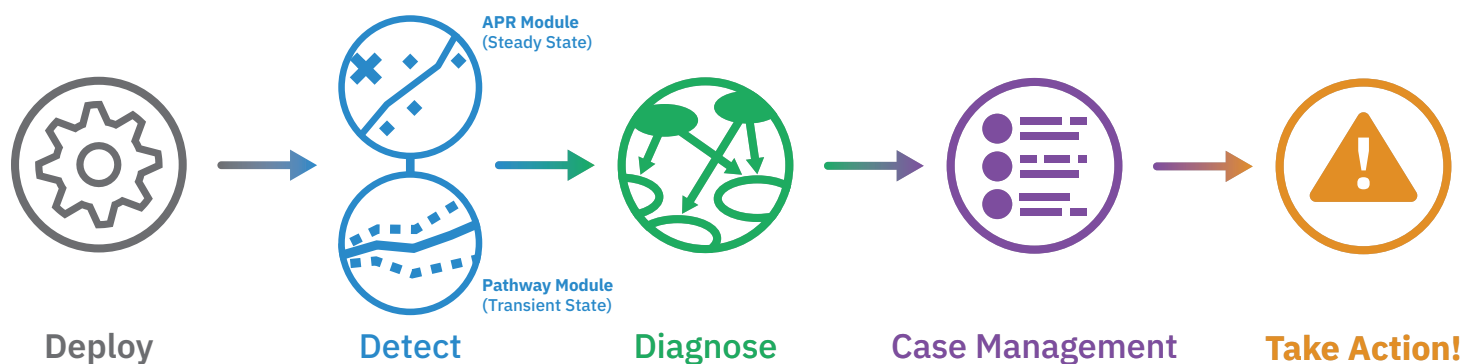 APR Module
(Steady State)
Pathway Module
(Transient State)
Deploy
Detect
Diagnose
Case Management
Take Action!